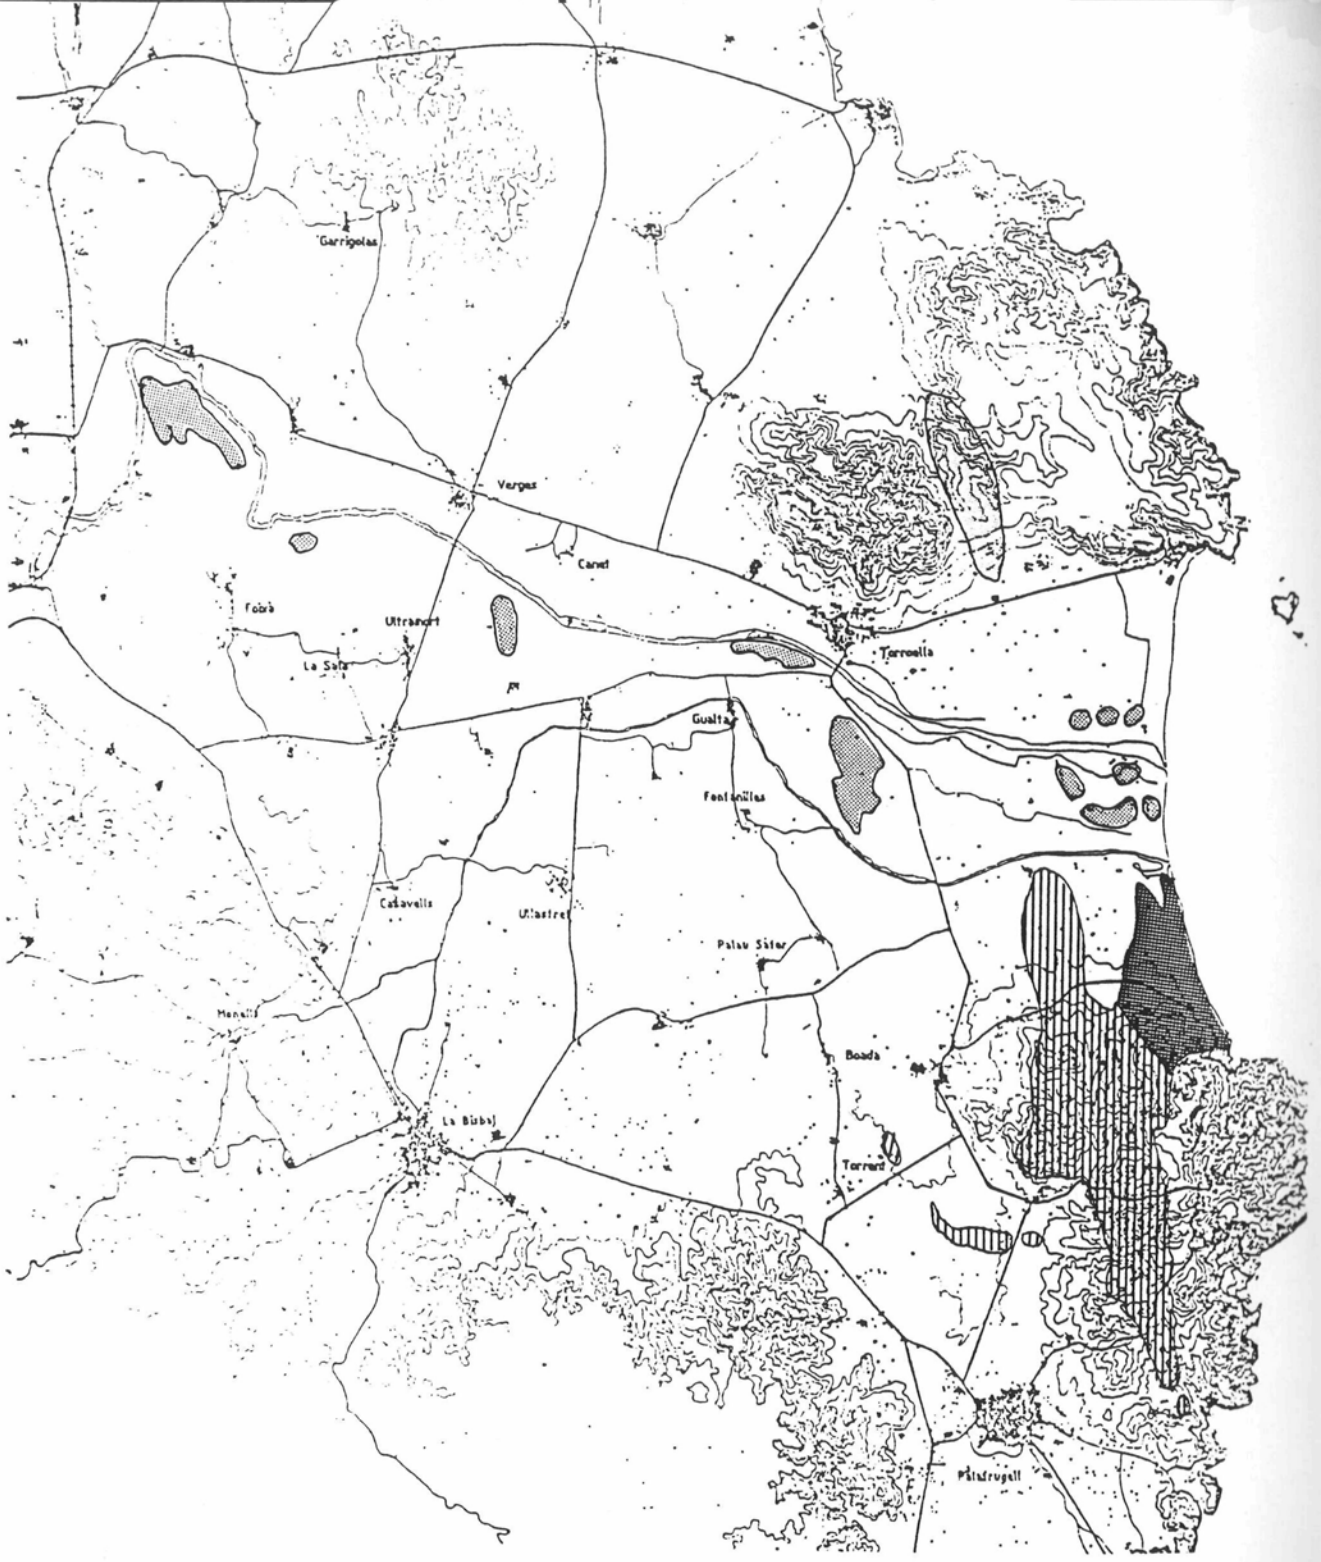 Garrigolas
Verges
Canet
Foixà
Ultramort
La Sala
Torroella
Gualta
Fontanilles
Casavells
Ullastret
Palau Sator
Monells
Boada
La Bisbal
Torrent
Palafrugell